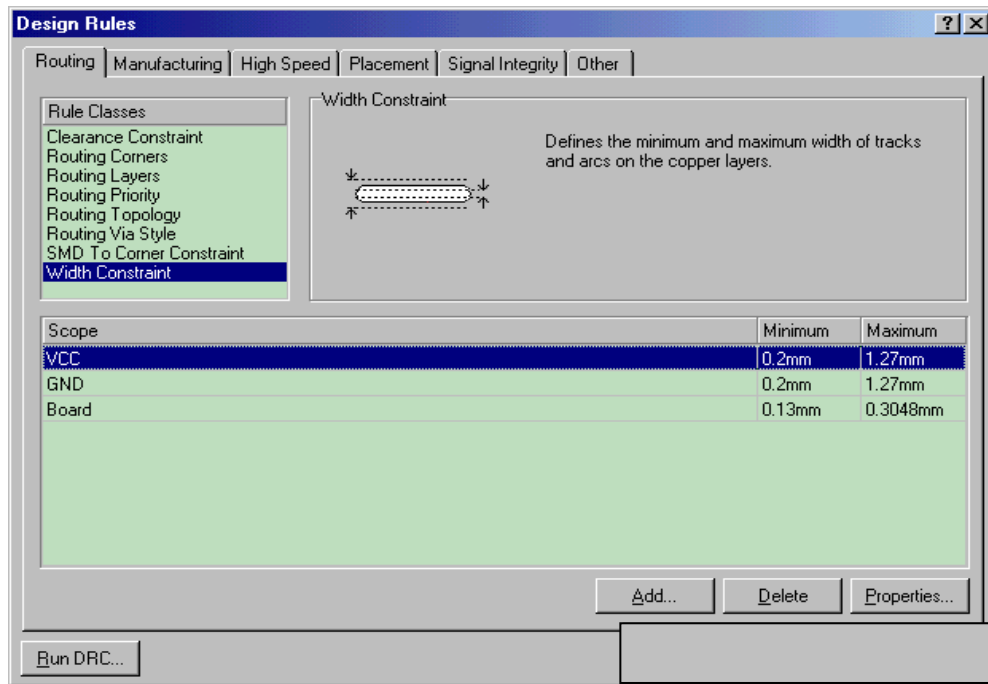 Design Rules
Routing Manufacturing High Speed Placement Signal Integrity Other
Rule Classes
Clearance Constraint
Routing Corners
Routing Layers
Routing Priority
Routing Topology
Routing Via Style
SMD To Corner Constraint
Width Constraint
Width Constraint
Defines the minimum and maximum width of tracks
and arcs on the copper layers.
Scope Minimum Maximum
VCC 0.2mm 1.27mm
GND 0.2mm 1.27mm
Board 0.13mm 0.3048mm
Add... Delete Properties...
Run DRC...